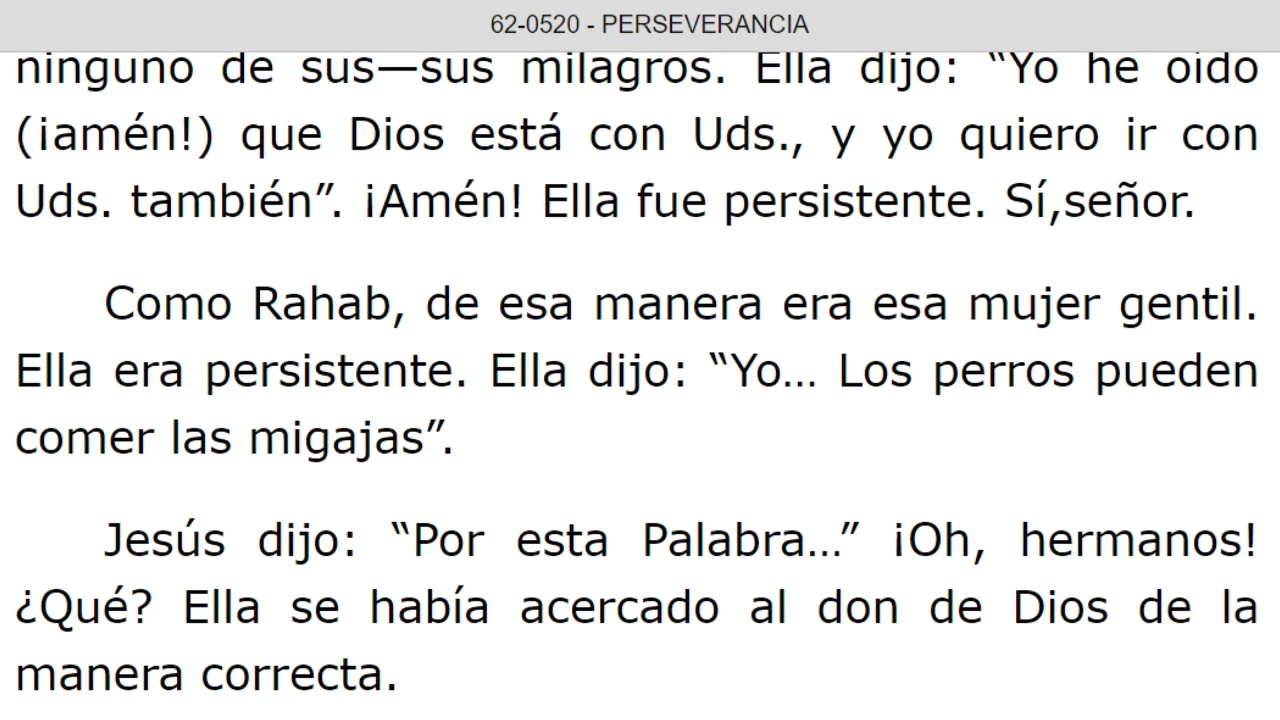 62-0520 - PERSEVERANCIA
ninguno de sus—sus milagros. Ella dijo: “Yo he oído
(¡amén!) que Dios está con Uds., y yo quiero ir con
Uds. también”. ¡Amén! Ella fue persistente. Sí,señor.
Como Rahab, de esa manera era esa mujer gentil.
Ella era persistente. Ella dijo: “Yo... Los perros pueden
comer las migajas”.
Jesús dijo: “Por esta Palabra...” ¡Oh, hermanos!
¿Qué? Ella se había acercado al don de Dios de la
manera correcta.